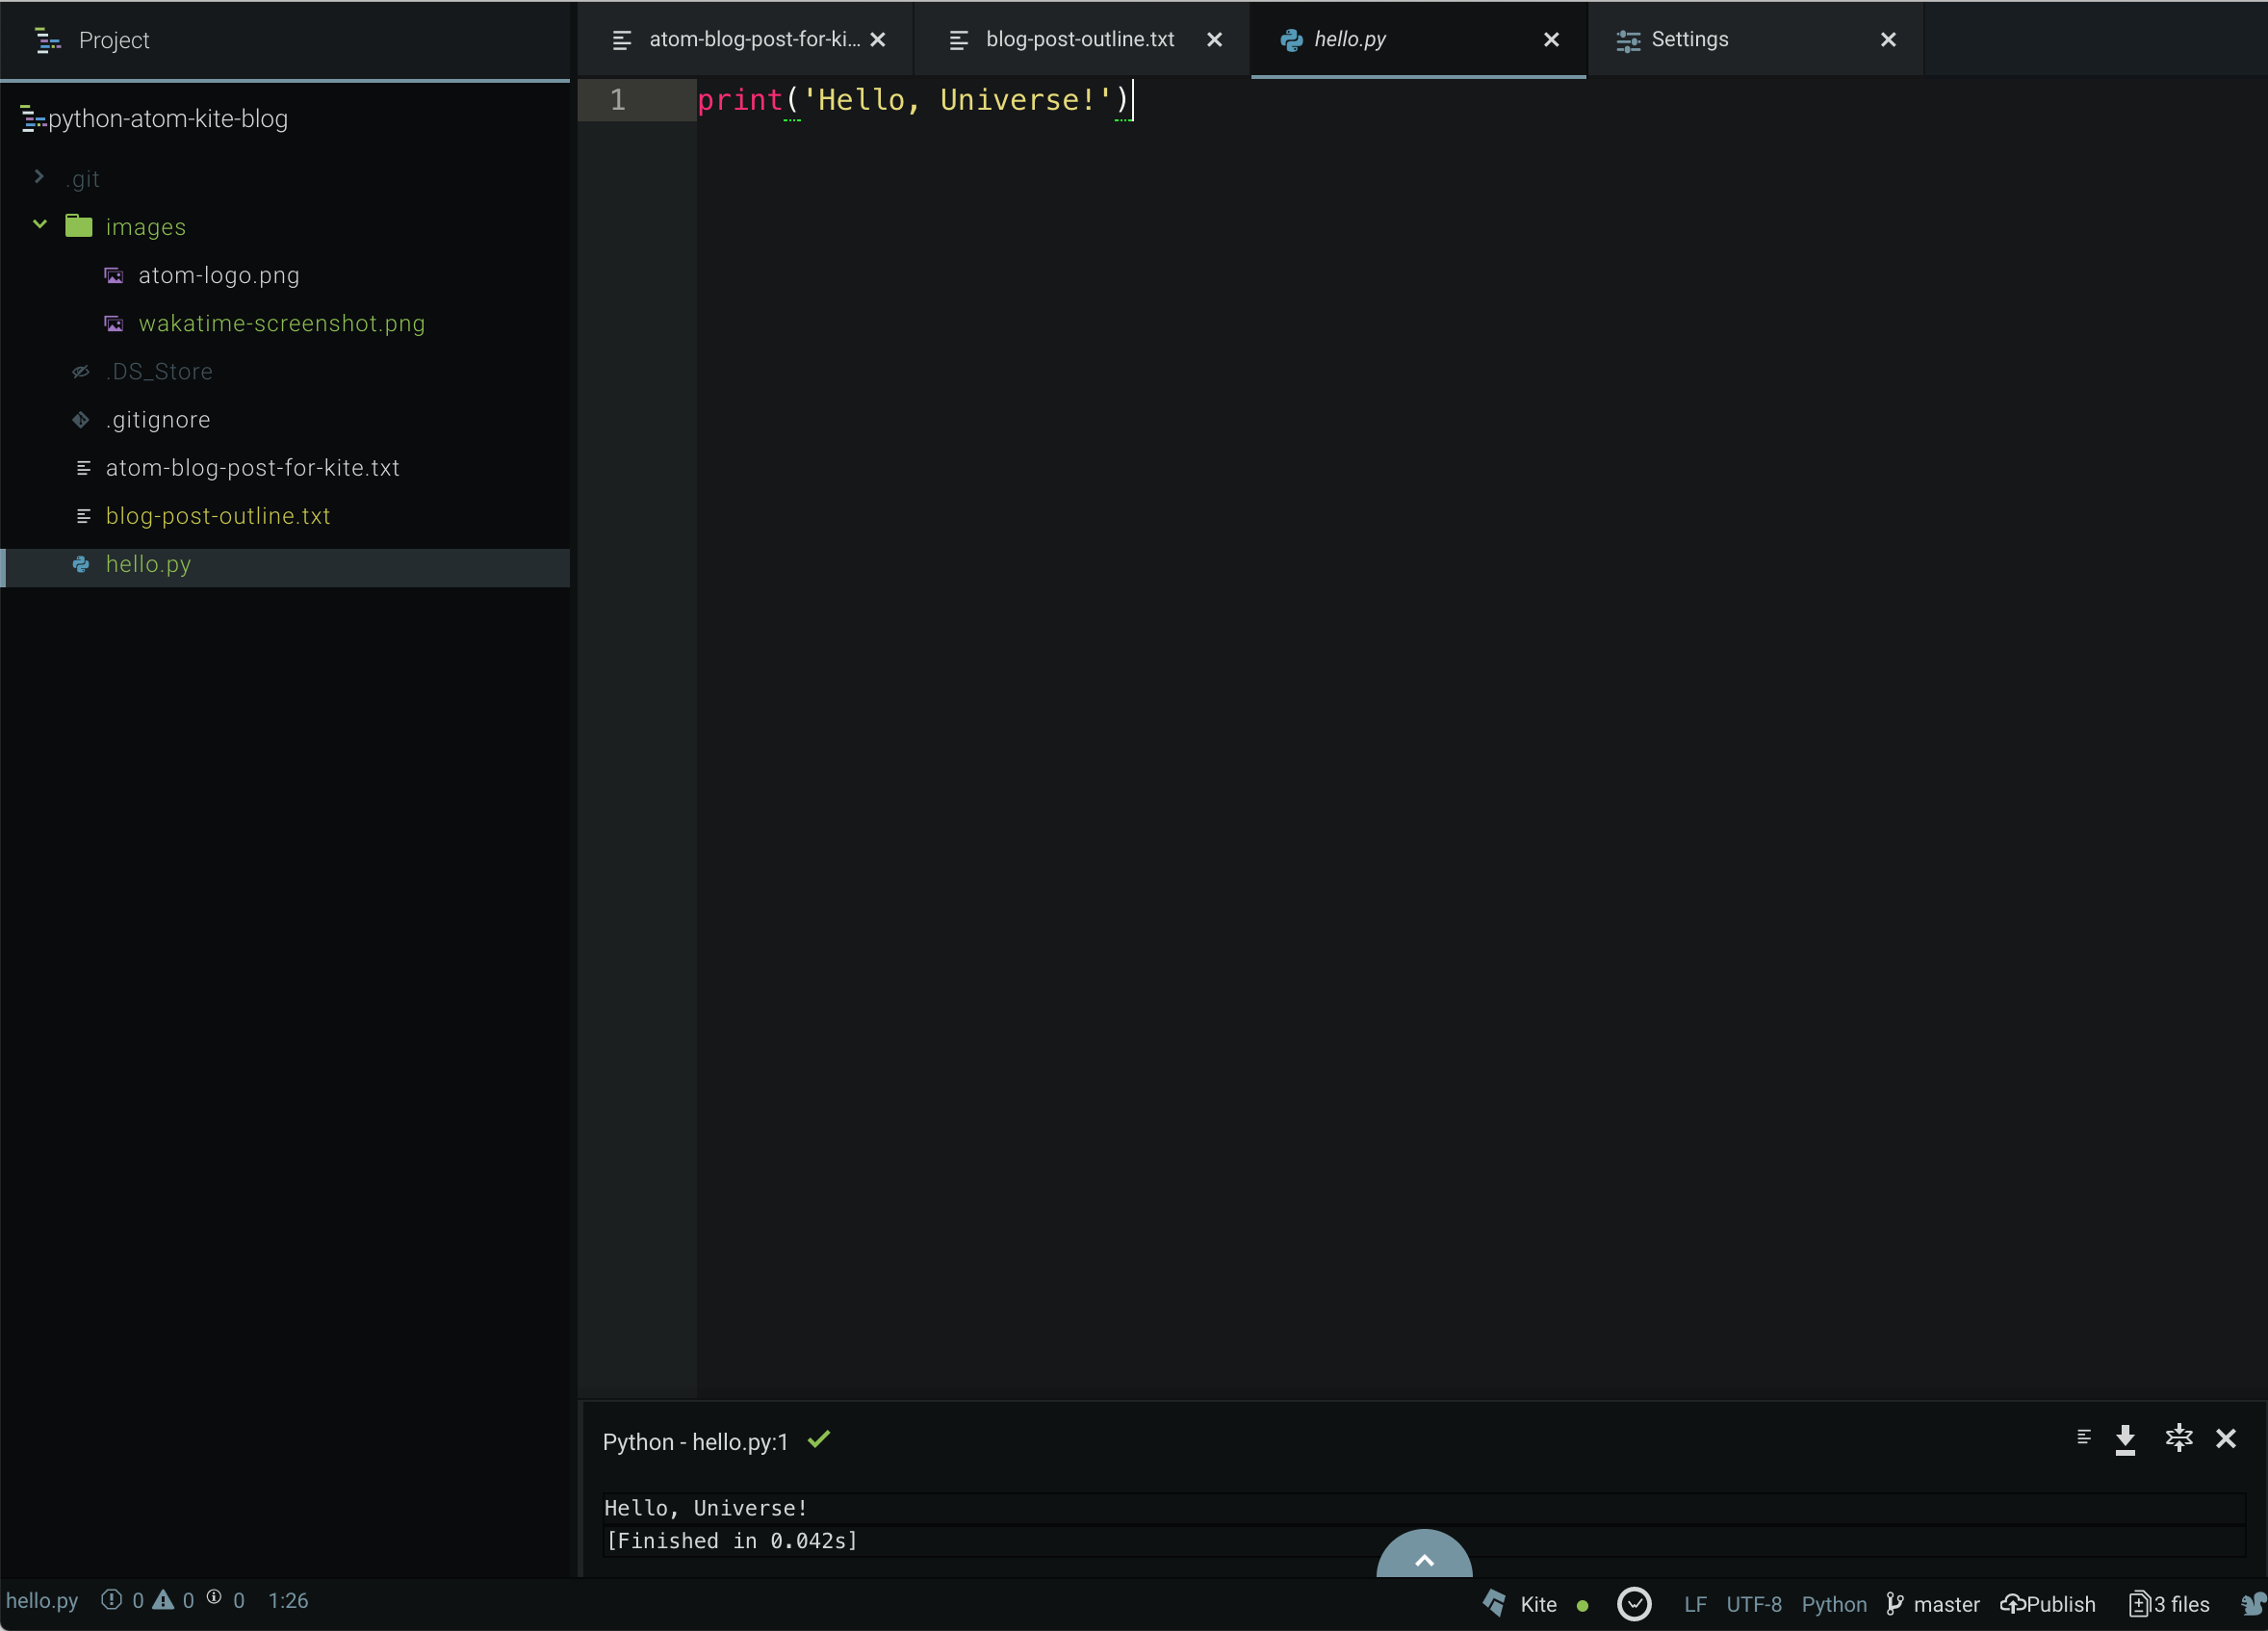 Project
python-atom-kite-blog
.git
images
atom-logo.png
wakatime-screenshot.png
.DS_Store
.gitignore
atom-blog-post-for-kite.txt
blog-post-outline.txt
hello.py
atom-blog-post-for-ki...
blog-post-outline.txt
hello.py
Settings
1 print('Hello, Universe!')
Python - hello.py:1
Hello, Universe!
[Finished in 0.042s]
hello.py 0 0 0 1:26
Kite LF UTF-8 Python master Publish 3 files